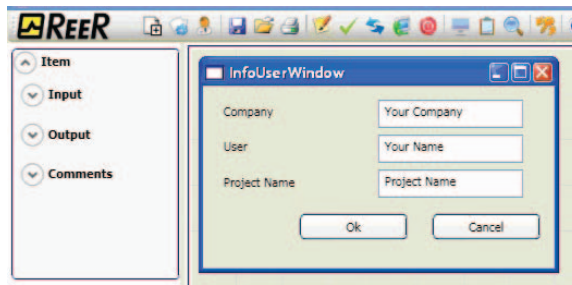 REER
Item
Input
Output
Comments
InfoUserWindow
Company
Your Company
User
Your Name
Project Name
Project Name
Ok
Cancel